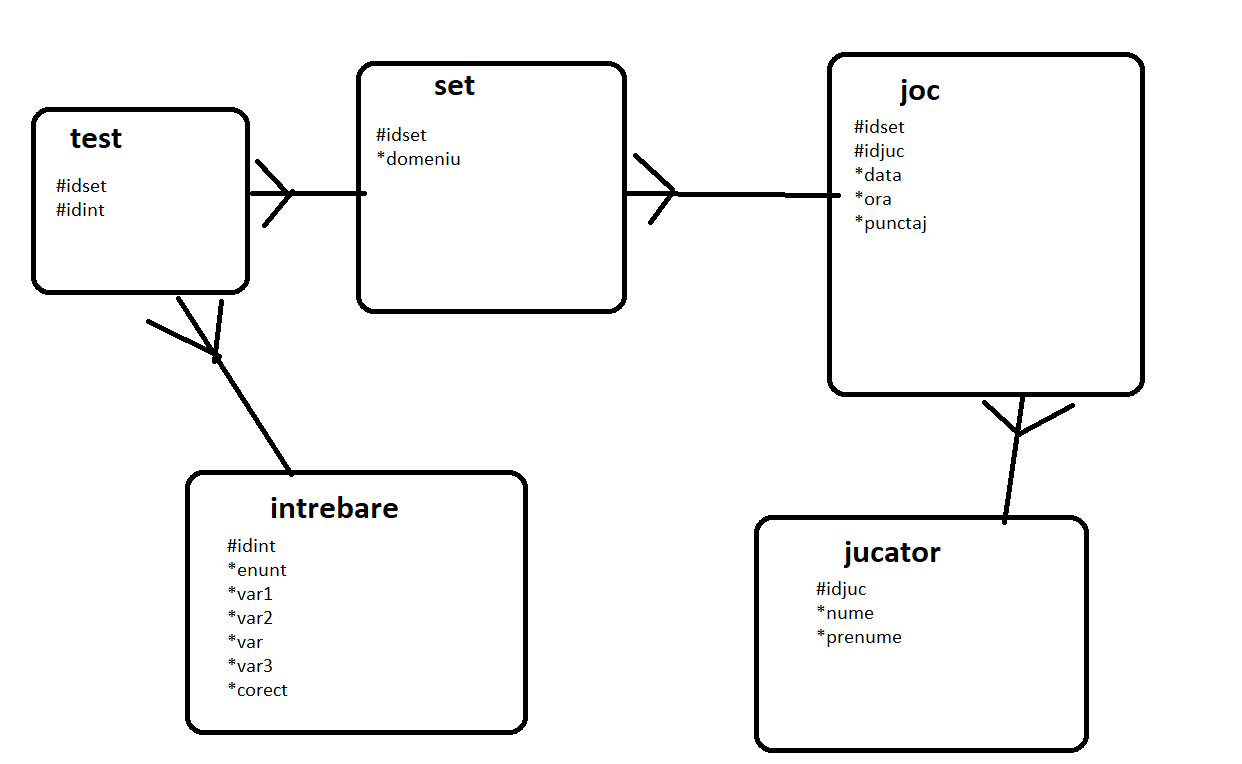 test
#idset
#idint
set
#idset
*domeniu
joc
#idset
#idjuc
*data
*ora
*punctaj
intrebare
#idint
*enunt
*var1
*var2
*var
*var3
*corect
jucator
#idjuc
*nume
*prenume